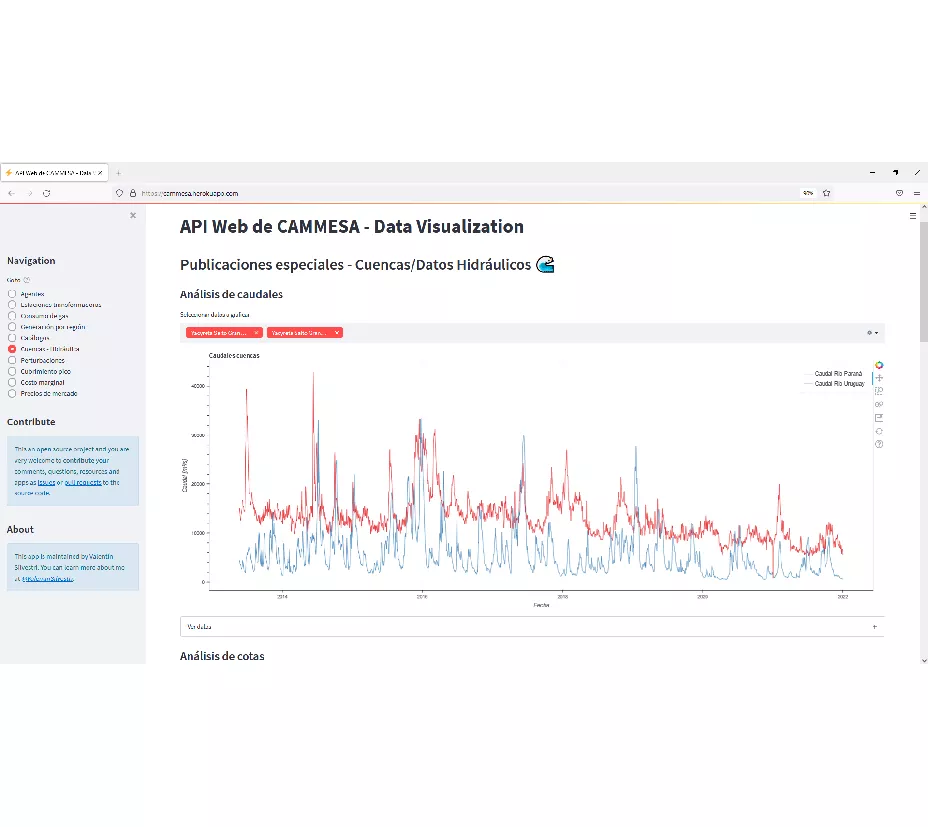 API Web de CAMMESA - Data V
https://cammesa.herokuapp.com
90%
Navigation
Goto
Agentes
Estaciones transformadoras
Consumo de gas
Generación por región
Catálogos
Cuencas - Hidráulica
Perturbaciones
Cubrimiento pico
Costo marginal
Precios de mercado
Contribute
This an open source project and you are
very welcome to contribute your
comments, questions, resources and
apps as issues or pull requests to the
source code.
About
This app is maintained by Valentín
Silvestri. You can learn more about me
at
API Web de CAMMESA - Data Visualization
Publicaciones especiales - Cuencas/Datos Hidráulicos
Análisis de caudales
Seleccionar datos a graficar
Yacyreta Salto Gran...
Yacyreta Salto Gran...
Caudales cuencas
Caudal Río Paraná
Caudal Río Uruguay
Caudal [m³/s]
40000
30000
20000
10000
0
2014
2016
2018
2020
2022
Fecha
Ver datos
Análisis de cotas